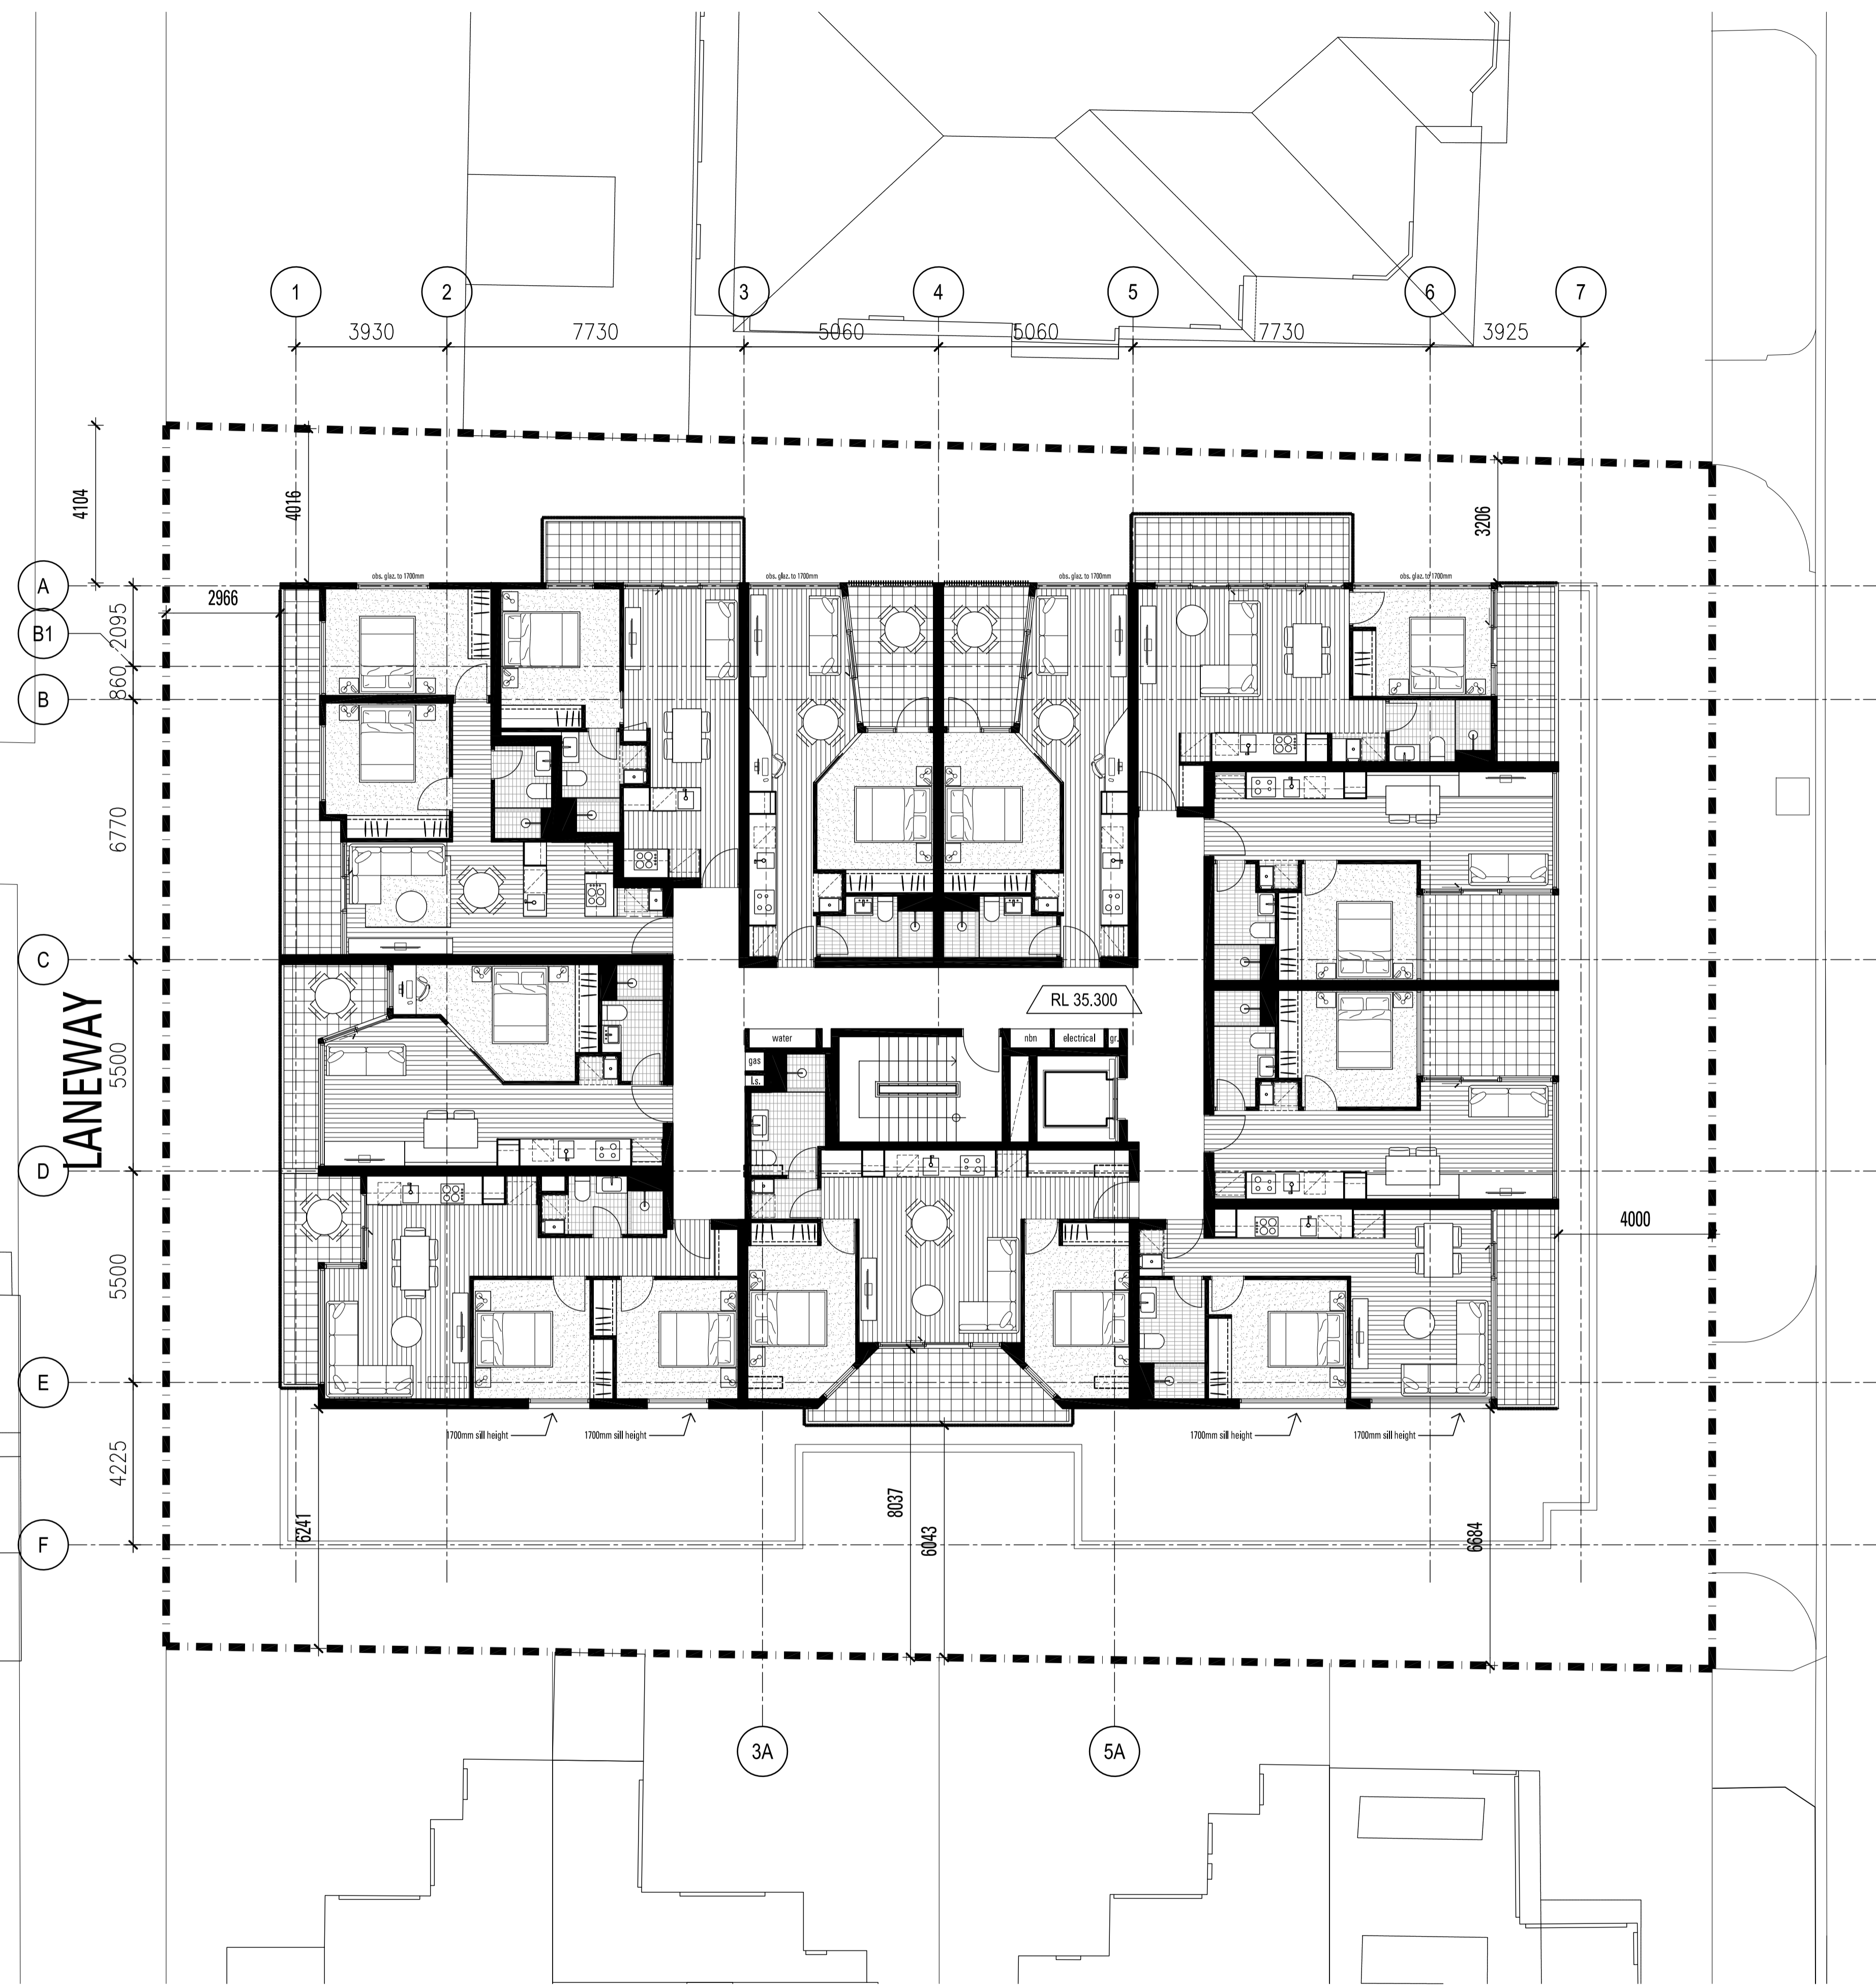 1
2
3
4
5
6
7
3930
7730
5060
5060
7730
3925
4104
4016
3206
A
B1
B
C
D
E
F
2095
860
6770
5500
5500
4225
2966
obs. glaz. to 1700mm
obs. glaz. to 1700mm
obs. glaz. to 1700mm
obs. glaz. to 1700mm
LANEWAY
RL 35.300
water
nbn
electrical
gr.
gas
f.s.
4000
1700mm sill height
1700mm sill height
1700mm sill height
1700mm sill height
6241
8037
6043
6684
3A
5A